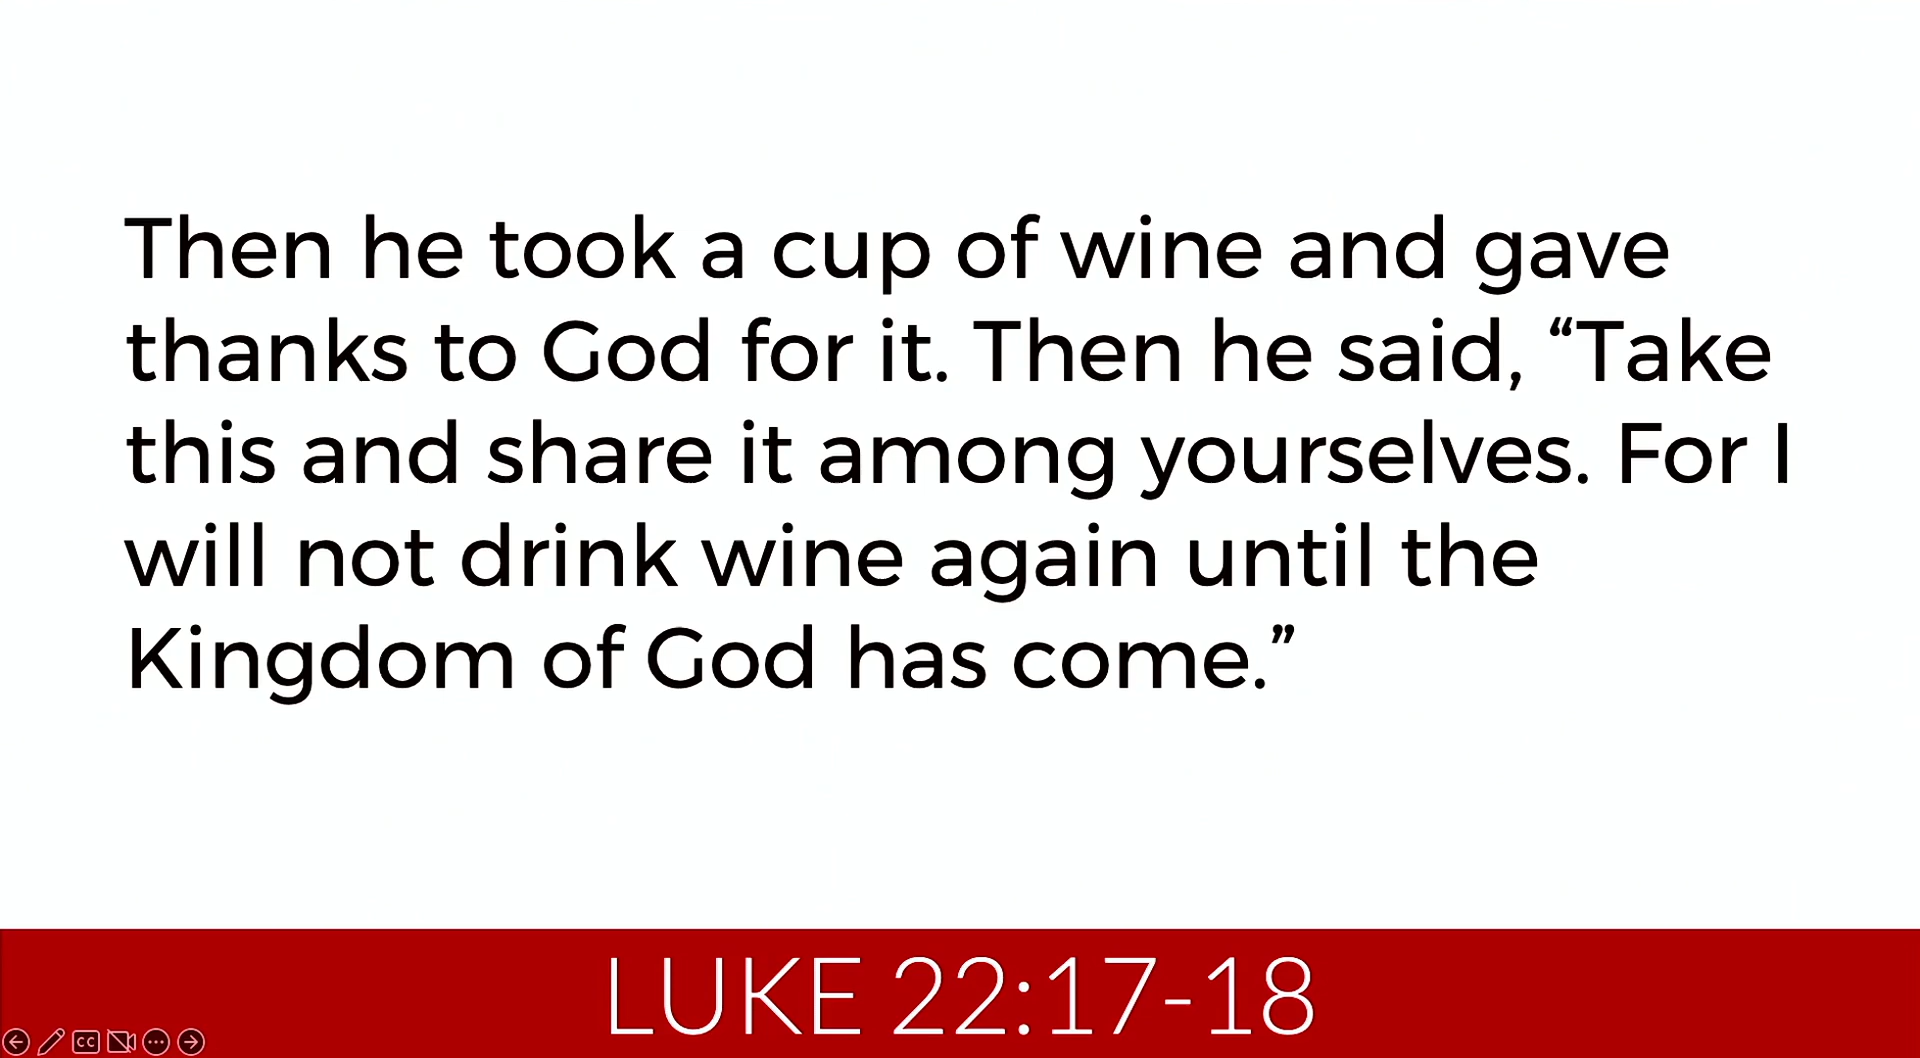 Then he took a cup of wine and gave
thanks to God for it. Then he said, “Take
this and share it among yourselves. For I
will not drink wine again until the
Kingdom of God has come.”
LUKE 22:17-18
CC